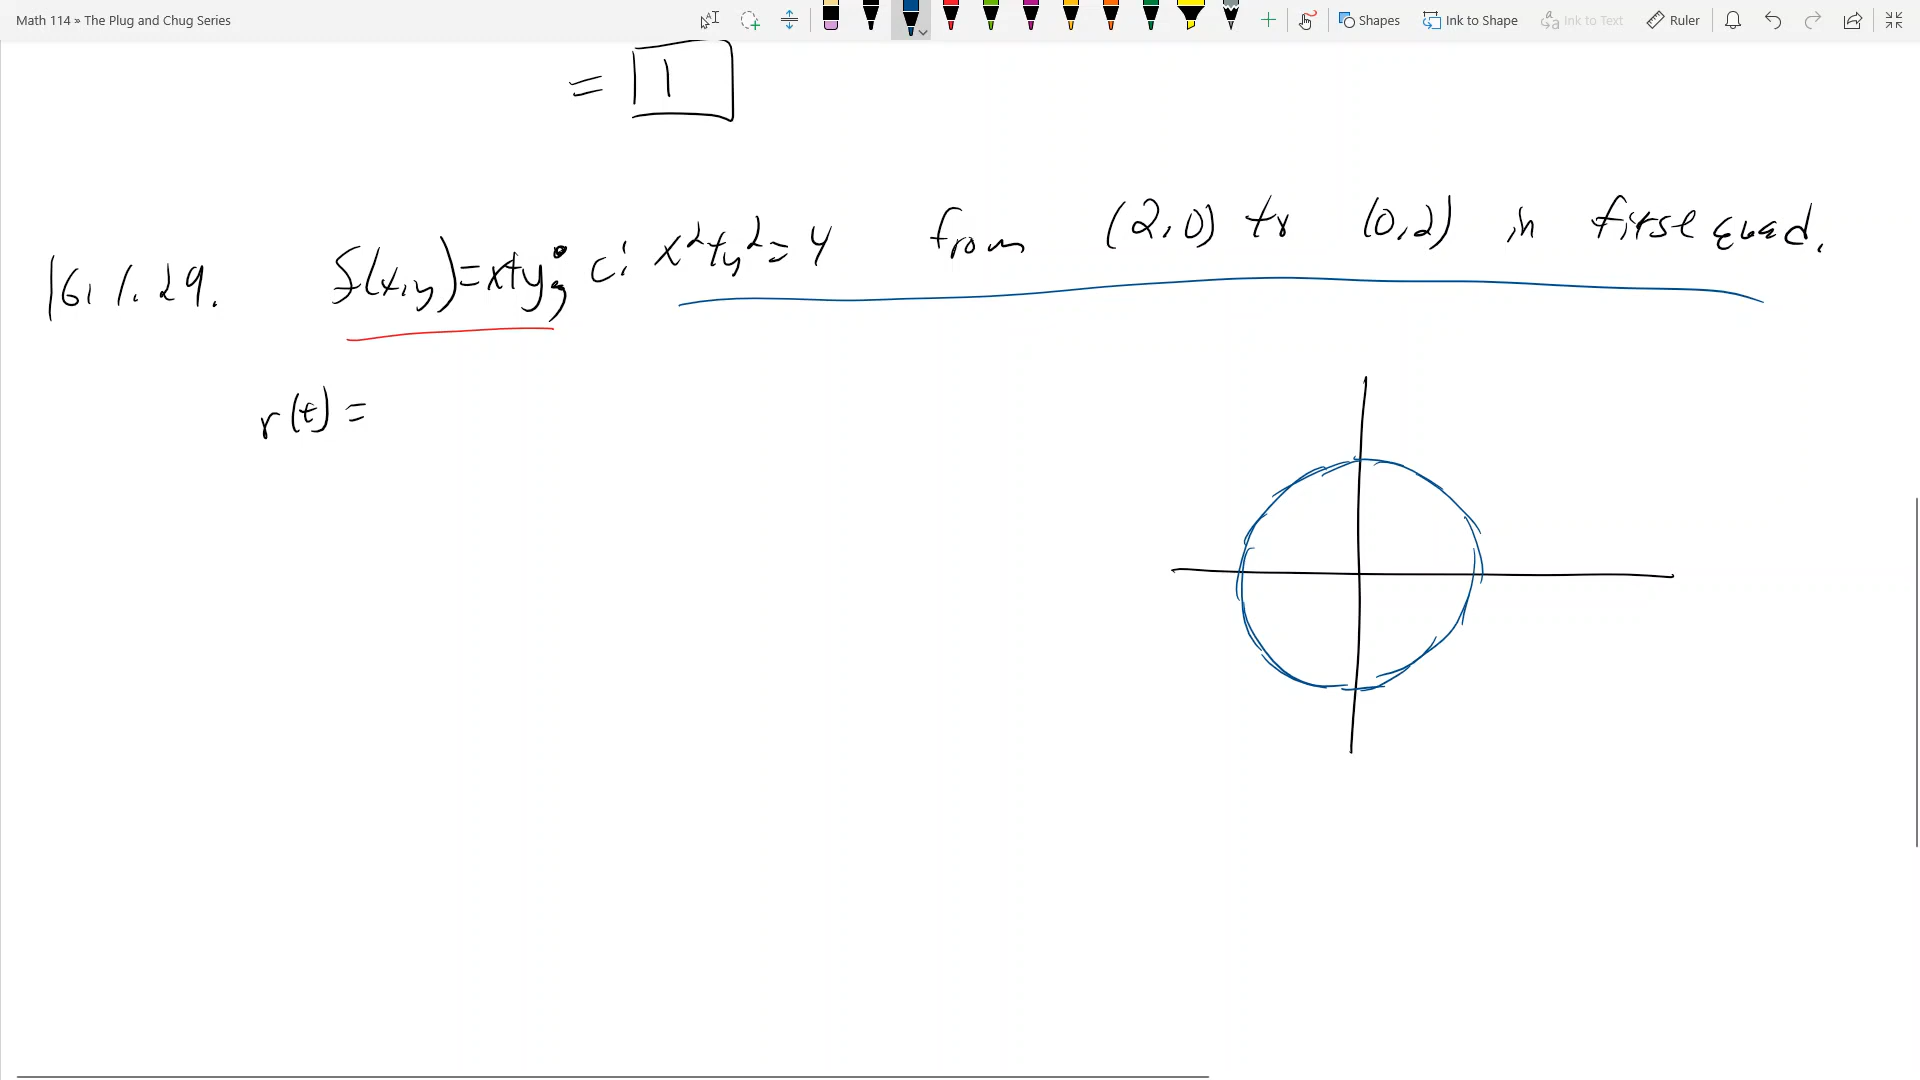 Math 114 » The Plug and Chug Series
Shapes
Ink to Shape
Ink to Text
Ruler
= 1
16.1.29. f(x,y)=x+y; C: x²+y²=4 from (2,0) to (0,2) in first quad.
r(t) =